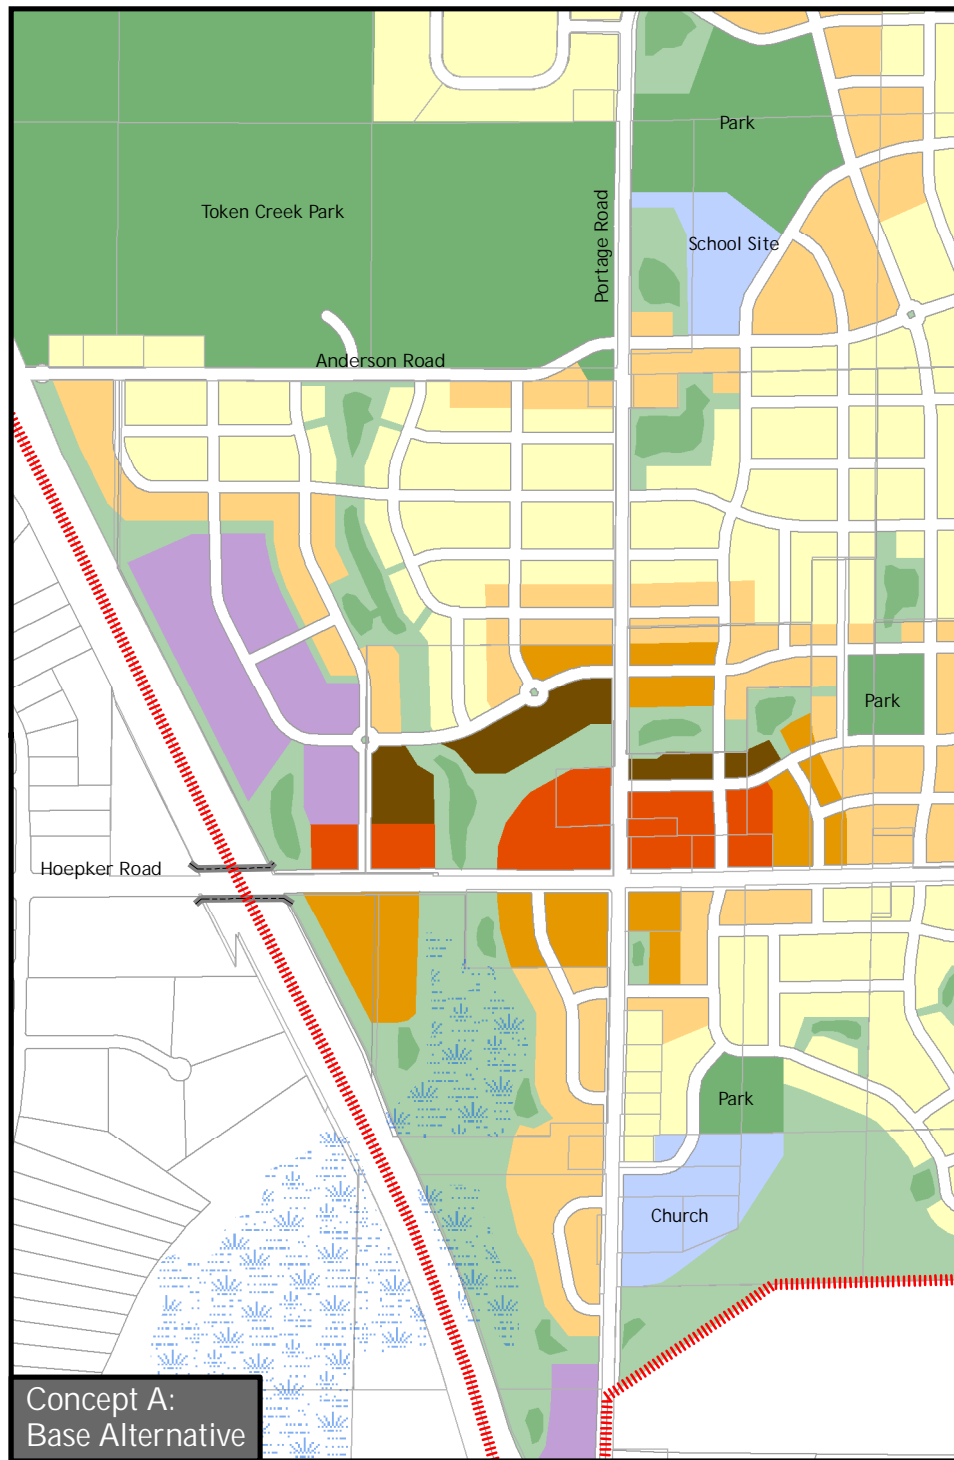 Park
Token Creek Park
Portage Road
School Site
Anderson Road
Park
Hoepker Road
Park
Church
Concept A:
Base Alternative